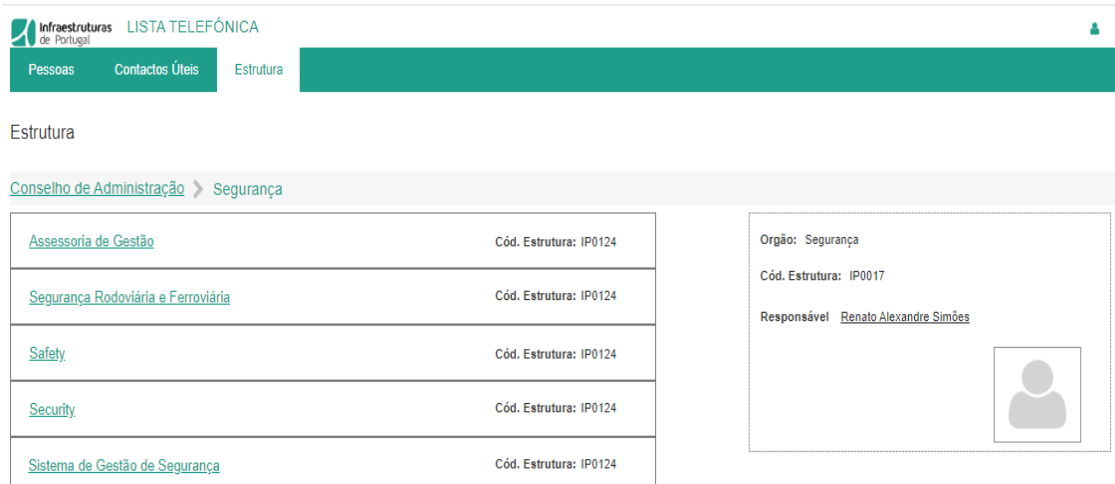 Infraestruturas
de Portugal
LISTA TELEFÓNICA
Pessoas Contactos Úteis Estrutura
Estrutura
Conselho de Administração Segurança
Assessoria de Gestão Cód. Estrutura: IP0124
Segurança Rodoviária e Ferroviária Cód. Estrutura: IP0124
Safety Cód. Estrutura: IP0124
Security Cód. Estrutura: IP0124
Sistema de Gestão de Segurança Cód. Estrutura: IP0124
Orgão: Segurança
Cód. Estrutura: IP0017
Responsável Renato Alexandre Simões